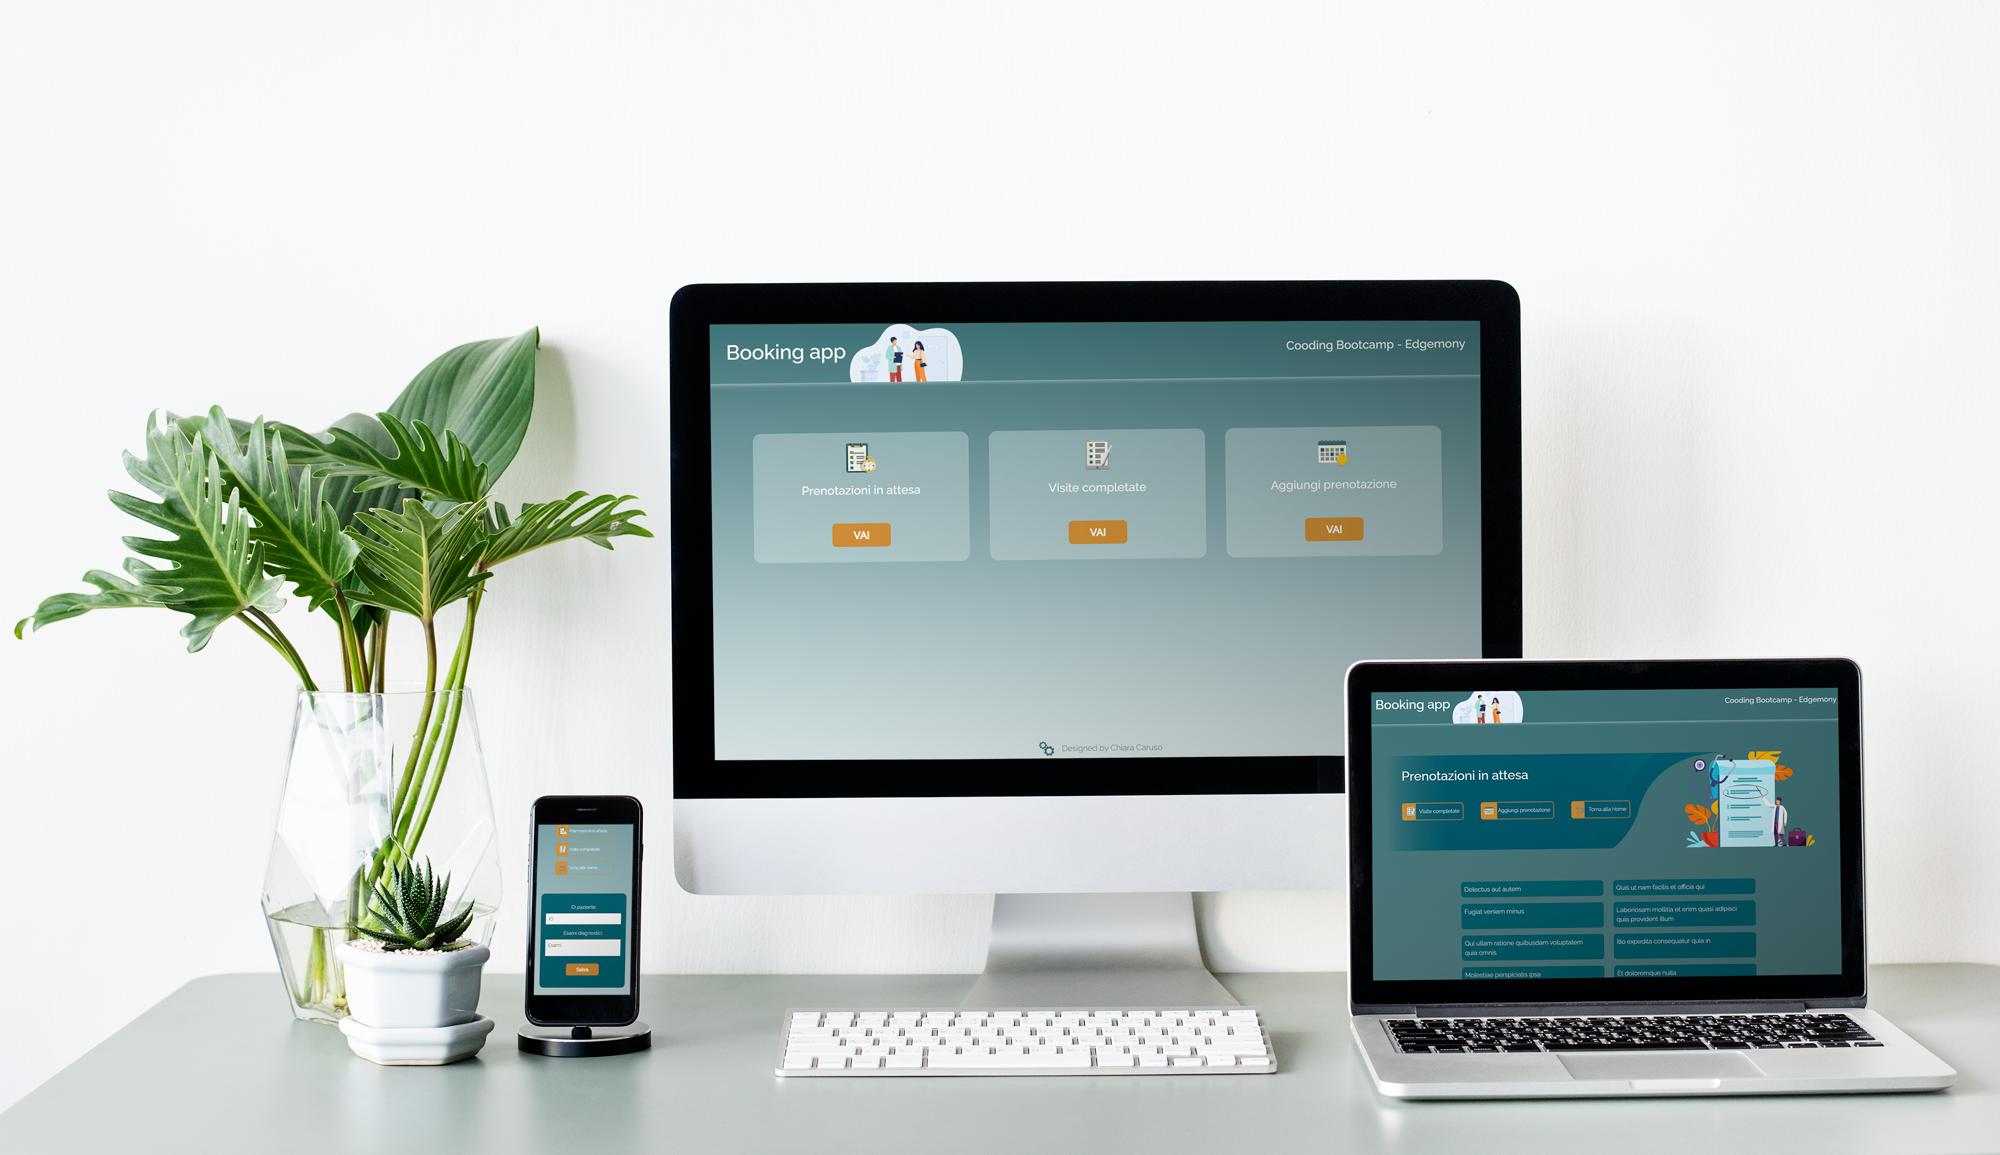 Booking app
Cooding Bootcamp - Edgemony
Prenotazioni in attesa
VAI
Visite completate
VAI
Aggiungi prenotazione
VAI
Designed by Chiara Caruso
Prenotazioni in attesa
Visite completate
Torna alla Home
ID paziente:
ID
Esami diagnostici:
Esami
Salva
Booking app
Cooding Bootcamp - Edgemony
Prenotazioni in attesa
Visite completate
Aggiungi prenotazione
Torna alla Home
Delectus aut autem
Quis ut nam facilis et officia qui
Fugiat veniam minus
Laboriosam mollitia et enim quasi adipisci
quia provident illum
Qui ullam ratione quibusdam voluptatem
quia omnis
Illo expedita consequatur quia in
Molestiae perspiciatis ipsa
Et doloremque nulla